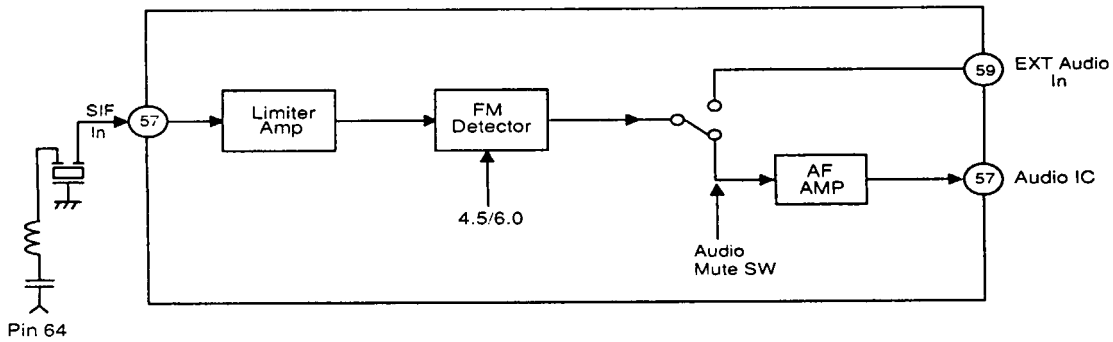 SIF
In
57
Limiter
Amp
FM
Detector
4.5/6.0
Audio
Mute SW
AF
AMP
59
EXT Audio
In
57
Audio IC
Pin 64